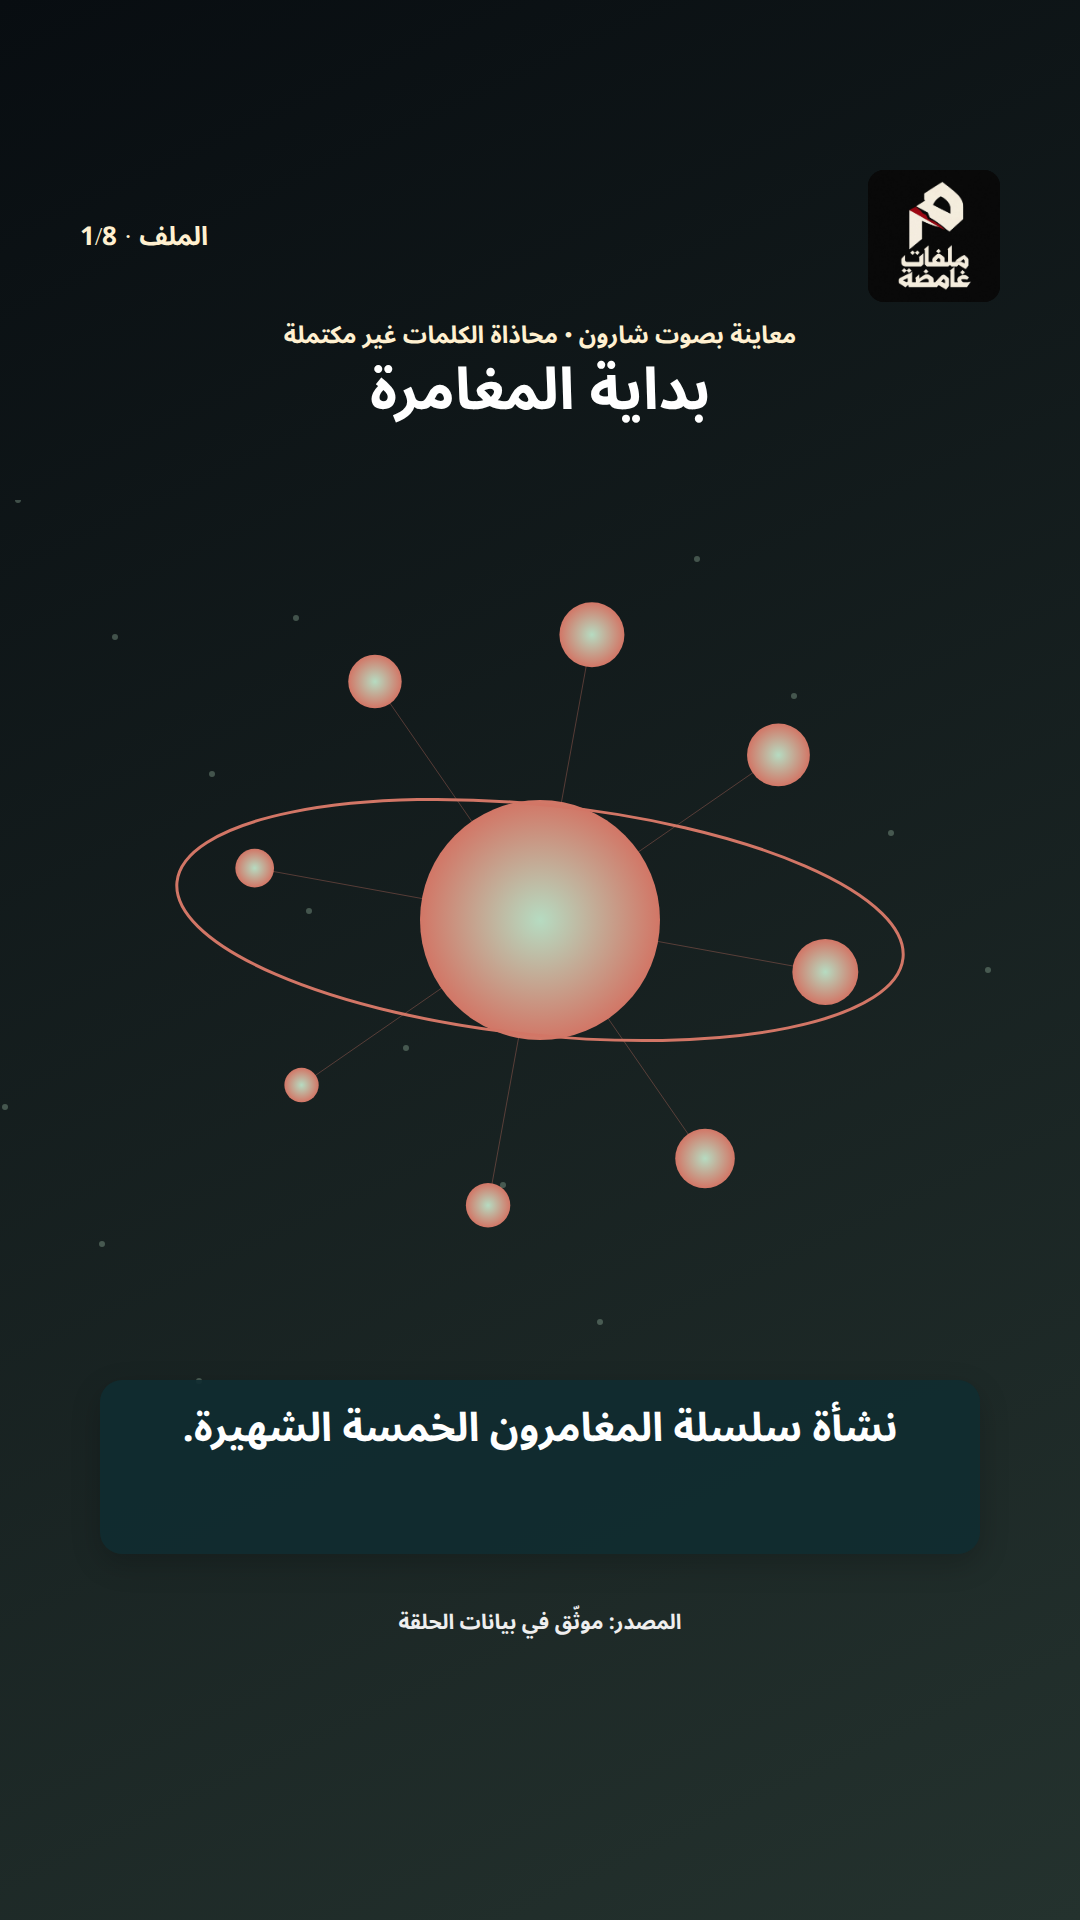 ملفات
غامضة
الملف · 1/8
معاينة بصوت شارون • محاذاة الكلمات غير مكتملة
بداية المغامرة
نشأة سلسلة المغامرون الخمسة الشهيرة.
المصدر: موثّق في بيانات الحلقة